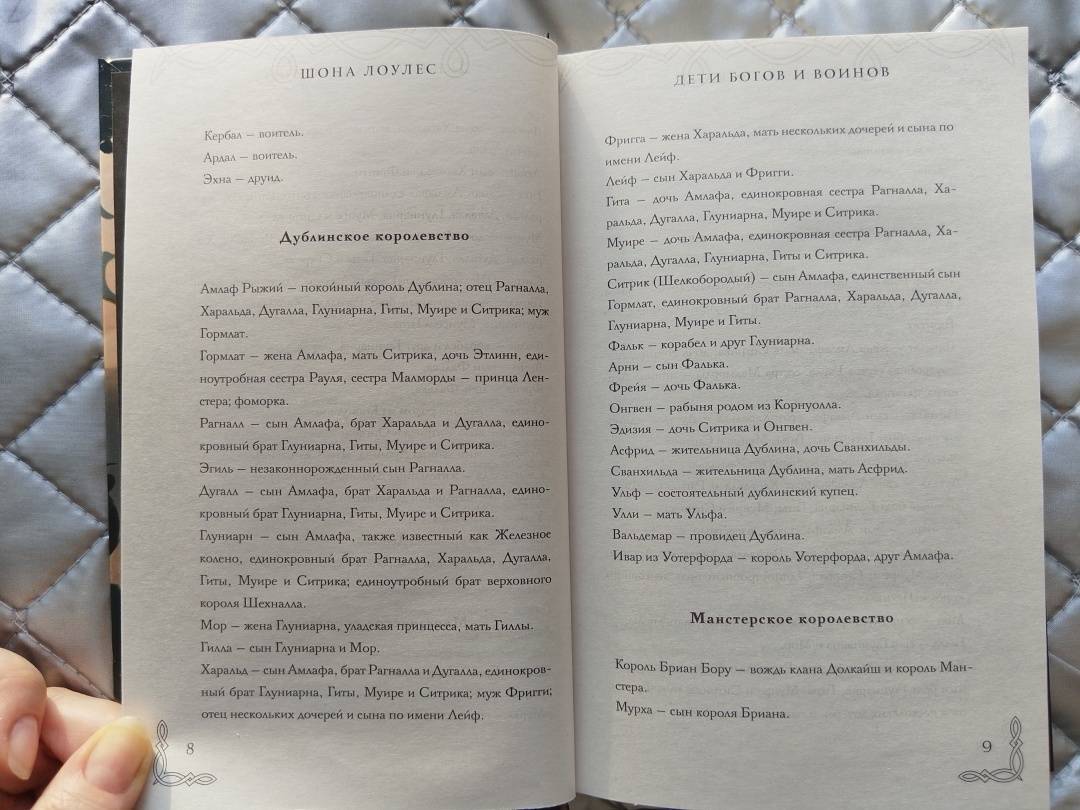 ШОНА ЛОУЛЕС
Кербал – воитель.
Ардал – воитель.
Эхна – друид.
Дублинское королевство
Амлаф Рыжий – покойный король Дублина; отец Рагналла,
Харальда, Дугалла, Глуниарна, Гиты, Муире и Ситрика; муж
Гормлат.
Гормлат – жена Амлафа, мать Ситрика, дочь Этлинн, еди-
ноутробная сестра Рауля, сестра Малморды – принца Лен-
стера; фоморка.
Рагналл – сын Амлафа, брат Харальда и Дугалла, едино-
кровный брат Глуниарна, Гиты, Муире и Ситрика.
Эгиль – незаконнорожденный сын Рагналла.
Дугалл – сын Амлафа, брат Харальда и Рагналла, едино-
кровный брат Глуниарна, Гиты, Муире и Ситрика.
Глуниарн – сын Амлафа, также известный как Железное
колено, единокровный брат Рагналла, Харальда, Дугалла,
Гиты, Муире и Ситрика; единоутробный брат верховного
короля Шехналла.
Мор – жена Глуниарна, уладская принцесса, мать Гиллы.
Гилла – сын Глуниарна и Мор.
Харальд – сын Амлафа, брат Рагналла и Дугалла, единокров-
ный брат Глуниарна, Гиты, Муире и Ситрика; муж Фригги;
отец нескольких дочерей и сына по имени Лейф.
8
ДЕТИ БОГОВ И ВОИНОВ
Фригга – жена Харальда, мать нескольких дочерей и сына по
имени Лейф.
Лейф – сын Харальда и Фригги.
Гита – дочь Амлафа, единокровная сестра Рагналла, Ха-
ральда, Дугалла, Глуниарна, Муире и Ситрика.
Муире – дочь Амлафа, единокровная сестра Рагналла, Ха-
ральда, Дугалла, Глуниарна, Гиты и Ситрика.
Ситрик (Шелкобородый) – сын Амлафа, единственный сын
Гормлат, единокровный брат Рагналла, Харальда, Дугалла,
Глуниарна, Муире и Гиты.
Фальк – корабел и друг Глуниарна.
Арни – сын Фалька.
Фрейя – дочь Фалька.
Онгвен – рабыня родом из Корнуолла.
Эдизия – дочь Ситрика и Онгвен.
Асфрид – жительница Дублина, дочь Сванхильды.
Сванхильда – жительница Дублина, мать Асфрид.
Ульф – состоятельный дублинский купец.
Улли – мать Ульфа.
Вальдемар – провидец Дублина.
Ивар из Уотерфорда – король Уотерфорда, друг Амлафа.
Манстерское королевство
Король Бриан Бору – вождь клана Долкайш и король Ман-
стера.
Мурха – сын короля Бриана.
9